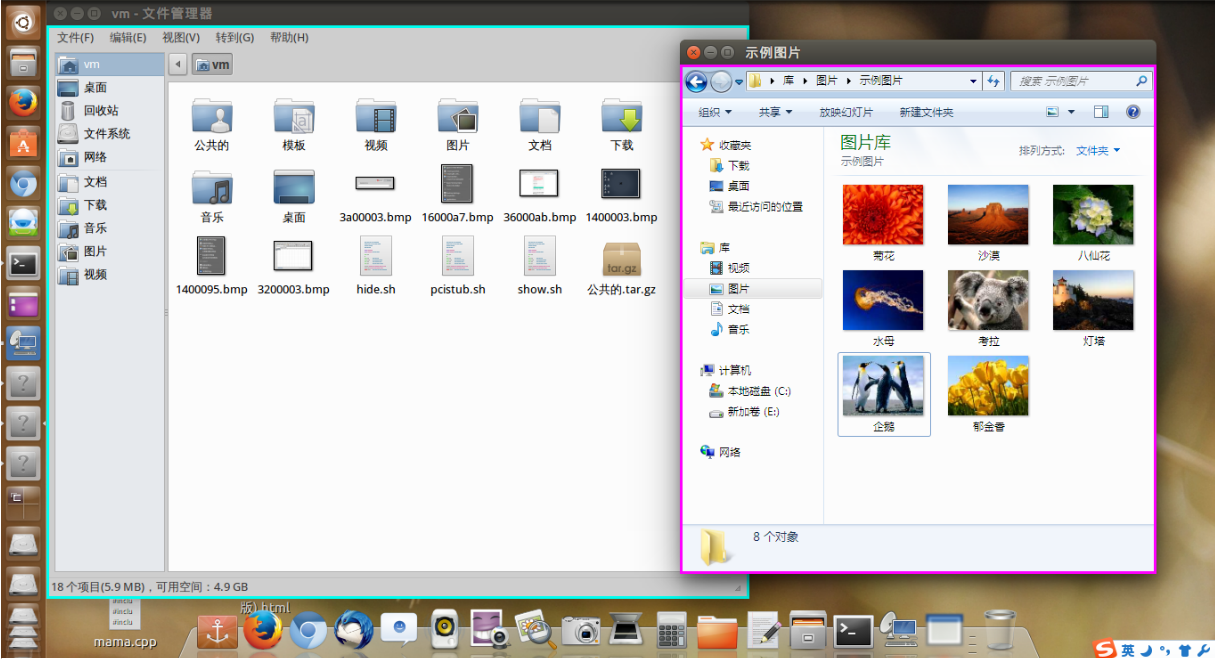 vm - 文件管理器
文件(F) 编辑(E) 视图(V) 转到(G) 帮助(H)
vm
桌面
回收站
文件系统
网络
文档
下载
音乐
图片
视频
vm
公共的 模板 视频 图片 文档 下载
音乐 桌面 3a00003.bmp 16000a7.bmp 36000ab.bmp 1400003.bmp
1400095.bmp 3200003.bmp hide.sh pcistub.sh show.sh 公共的.tar.gz
tar.gz
18 个项目(5.9 MB)，可用空间：4.9 GB
示例图片
库 图片 示例图片
搜索 示例图片
组织 共享 放映幻灯片 新建文件夹
收藏夹
下载
桌面
最近访问的位置
库
视频
图片
文档
音乐
计算机
本地磁盘 (C:)
新加卷 (E:)
网络
图片库
示例图片
排列方式: 文件夹
菊花 沙漠 八仙花
水母 考拉 灯塔
企鹅 郁金香
8 个对象
#inclu
#inclu
#inclu
mama.cpp
版).html
英